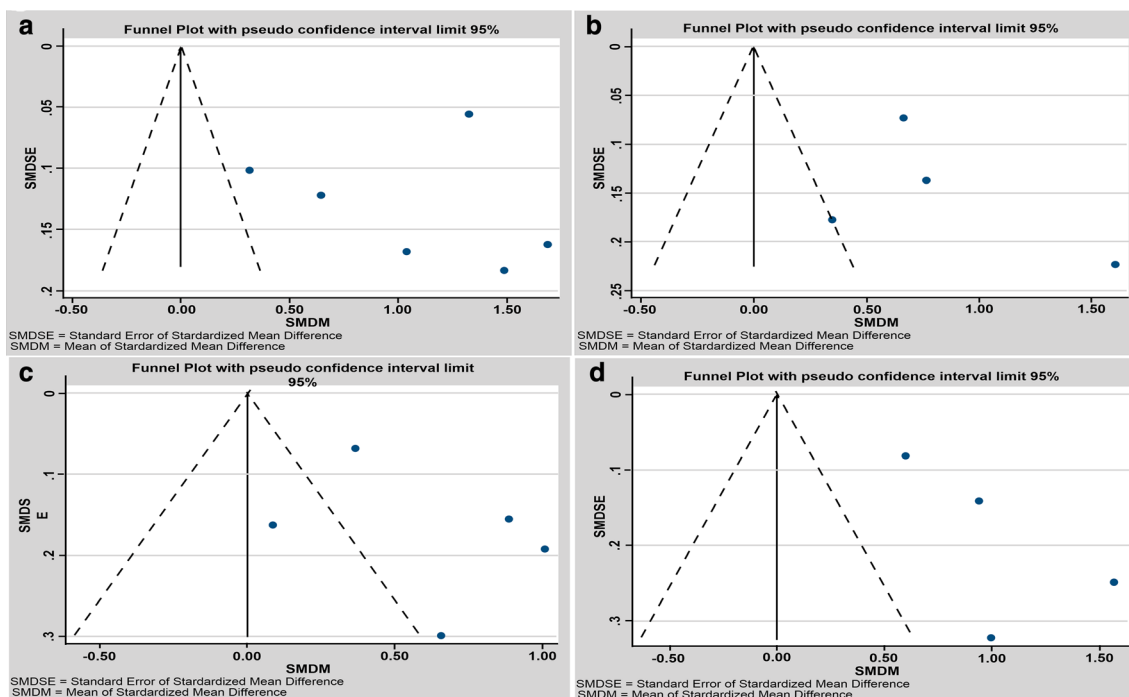 a
Funnel Plot with pseudo confidence interval limit 95%
0
.05
.1
.15
.2
SMDSE
-0.50
0.00
0.50
1.00
1.50
SMDM
SMDSE = Standard Error of Stardardized Mean Difference
SMDM = Mean of Stardardized Mean Difference
b
Funnel Plot with pseudo confidence interval limit 95%
0
.05
.1
.15
.2
.25
SMDSE
-0.50
0.00
0.50
1.00
1.50
SMDM
SMDSE = Standard Error of Stardardized Mean Difference
SMDM = Mean of Stardardized Mean Difference
c
Funnel Plot with pseudo confidence interval limit
95%
0
.1
.2
.3
SMDS
E
-0.50
0.00
0.50
1.00
SMDM
SMDSE = Standard Error of Stardardized Mean Difference
SMDM = Mean of Stardardized Mean Difference
d
Funnel Plot with pseudo confidence interval limit 95%
0
.1
.2
.3
SMDSE
-0.50
0.00
0.50
1.00
1.50
SMDM
SMDSE = Standard Error of Stardardized Mean Difference
SMDM = Mean of Stardardized Mean Difference